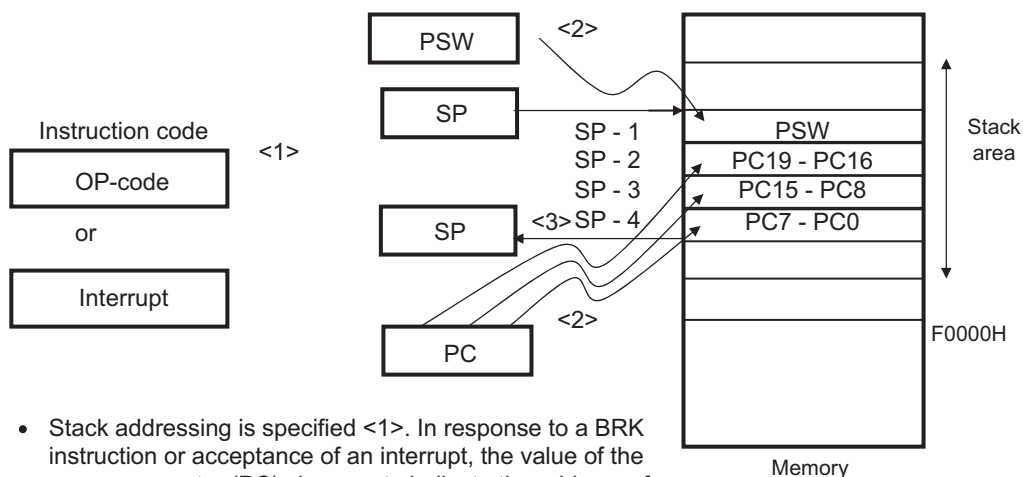 PSW
<2>
SP
Instruction code
<1>
OP-code
or
Interrupt
SP - 1
SP - 2
SP - 3
<3> SP - 4
SP
PSW
PC19 - PC16
PC15 - PC8
PC7 - PC0
Stack
area
<2>
PC
F0000H
Memory
• Stack addressing is specified <1>. In response to a BRK
instruction or acceptance of an interrupt, the value of the